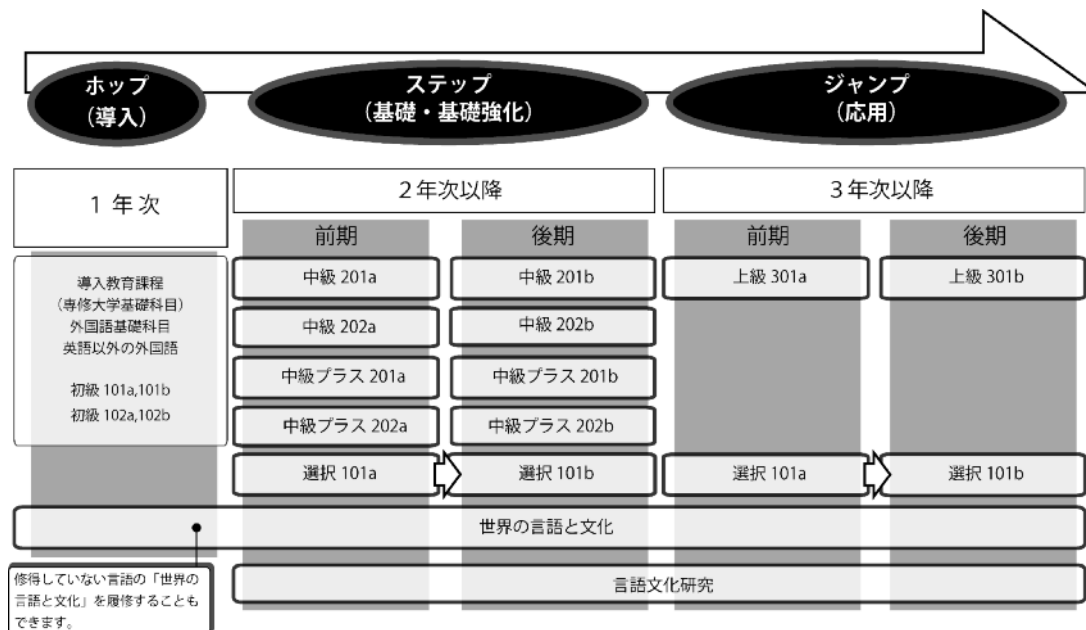 ホップ
（導入）
ステップ
（基礎・基礎強化）
ジャンプ
（応用）
１年次
２年次以降
３年次以降
前期
後期
前期
後期
導入教育課程
（専修大学基礎科目）
外国語基礎科目
英語以外の外国語
初級 101a,101b
初級 102a,102b
中級 201a
中級 201b
上級 301a
上級 301b
中級 202a
中級 202b
中級プラス 201a
中級プラス 201b
中級プラス 202a
中級プラス 202b
選択 101a
選択 101b
選択 101a
選択 101b
世界の言語と文化
修得していない言語の「世界の
言語と文化」を履修することも
できます。
言語文化研究